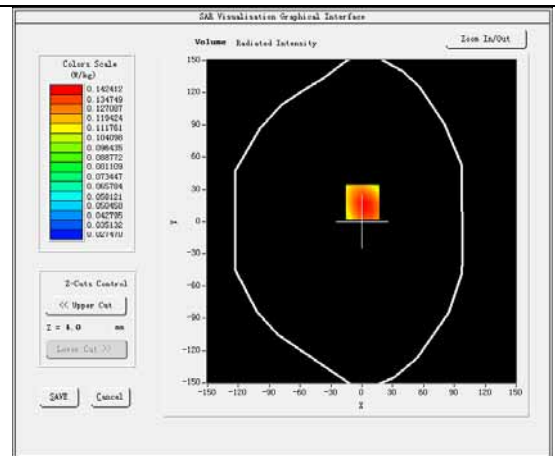 SAR Visualisation Graphical Interface
Volume Radiated Intensity
Zoom In/Out
Colors Scale
(W/kg)
0.142412
0.134749
0.127087
0.119424
0.111761
0.104098
0.096435
0.088772
0.081109
0.073447
0.065784
0.058121
0.050458
0.042795
0.035132
0.027470
Z-Cuts Control
<< Upper Cut
Z = 4.0 mm
Lower Cut >>
SAVE Cancel
150
120
90
60
30
0
-30
-60
-90
-120
-150
Y
-150 -120 -90 -60 -30 0 30 60 90 120 150
X